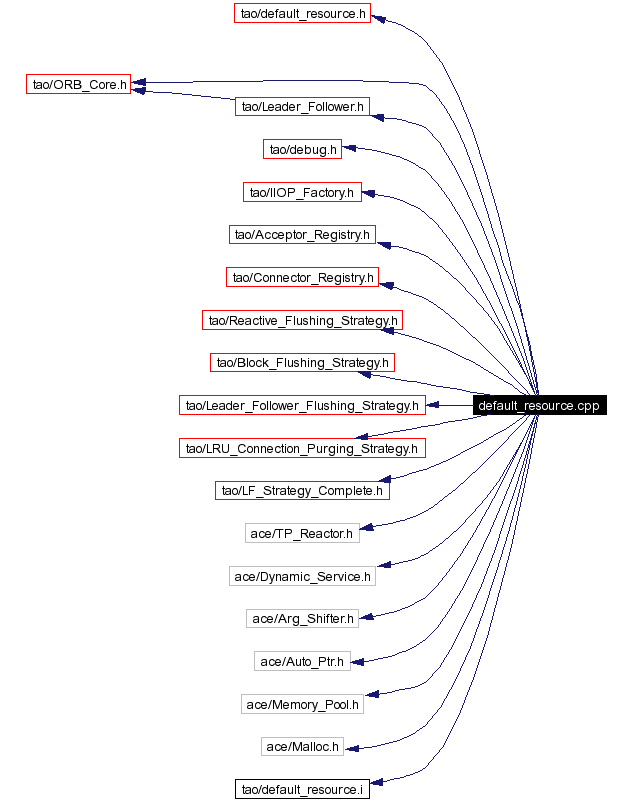 tao/default_resource.h
tao/ORB_Core.h
tao/Leader_Follower.h
tao/debug.h
tao/IIOP_Factory.h
tao/Acceptor_Registry.h
tao/Connector_Registry.h
tao/Reactive_Flushing_Strategy.h
tao/Block_Flushing_Strategy.h
tao/Leader_Follower_Flushing_Strategy.h
default_resource.cpp
tao/LRU_Connection_Purging_Strategy.h
tao/LF_Strategy_Complete.h
ace/TP_Reactor.h
ace/Dynamic_Service.h
ace/Arg_Shifter.h
ace/Auto_Ptr.h
ace/Memory_Pool.h
ace/Malloc.h
tao/default_resource.i